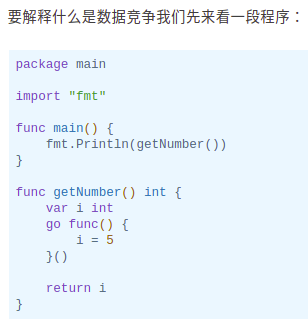 要解释什么是数据竞争我们先来看一段程序：
package main
import "fmt"
func main() {
    fmt.Println(getNumber())
}
func getNumber() int {
    var i int
    go func() {
        i = 5
    }()
    return i
}